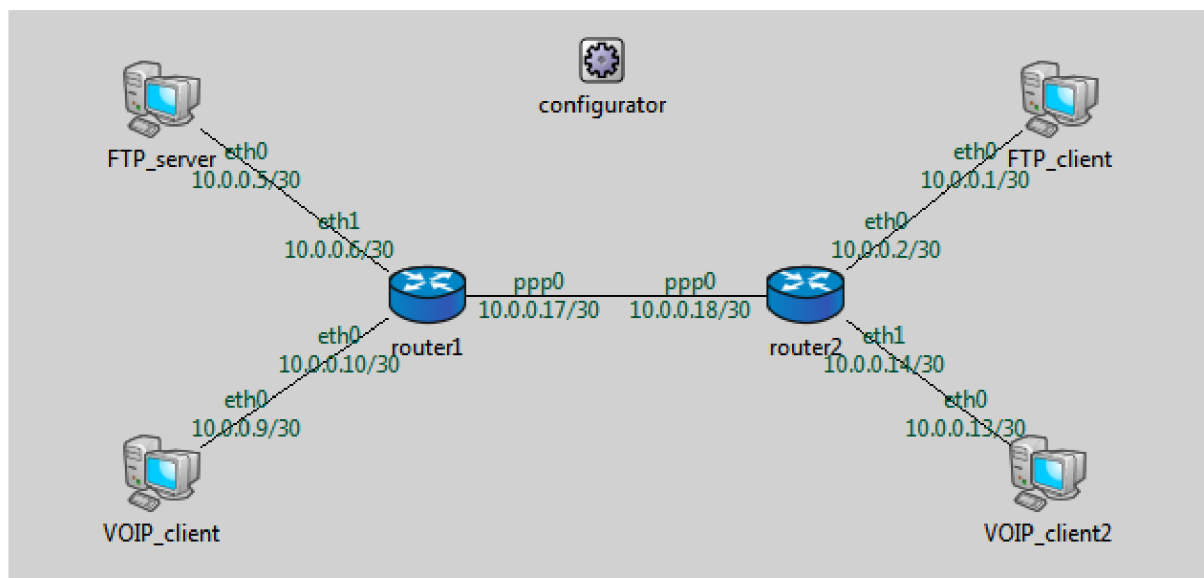 configurator
FTP_server
eth0
10.0.0.5/30
eth1
10.0.0.6/30
eth0
FTP_client
10.0.0.1/30
eth0
10.0.0.2/30
ppp0
10.0.0.17/30
ppp0
10.0.0.18/30
router1
router2
eth0
10.0.0.10/30
eth0
10.0.0.9/30
VOIP_client
eth1
10.0.0.14/30
eth0
10.0.0.13/30
VOIP_client2